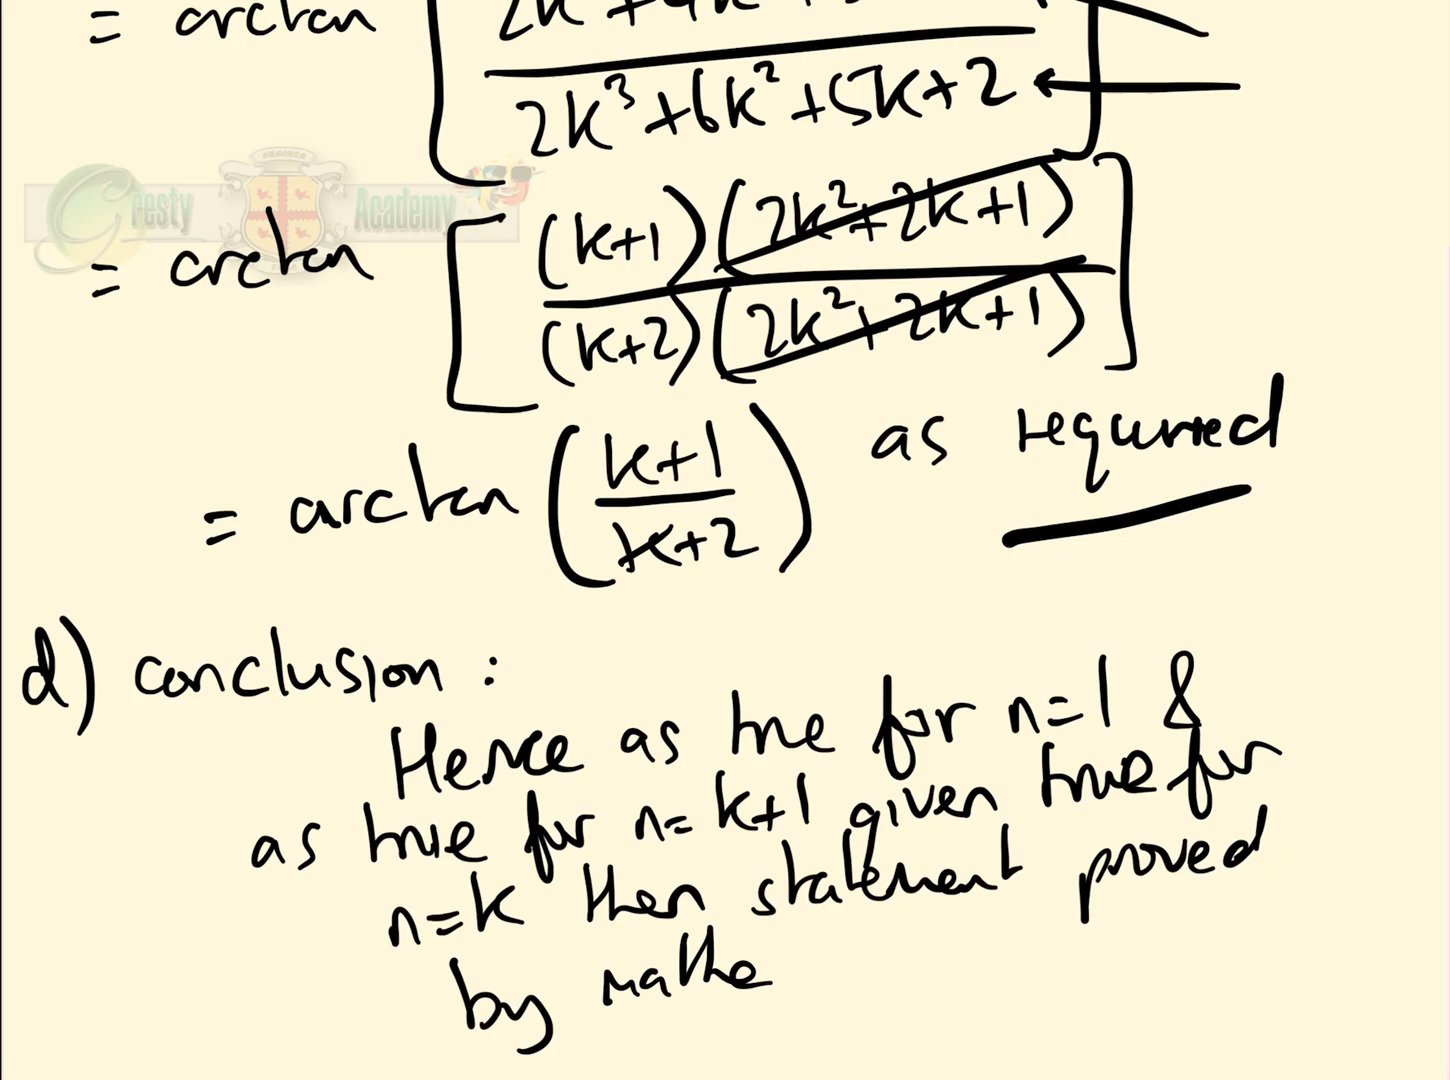 = arctan
2k³+6k²+5k+2
Cresty Academy
= arctan [(k+1)(2k²+2k+1) / (k+2)(2k²+2k+1)]
= arctan (k+1 / k+2) as required
d) conclusion :
Hence as true for n=1 &
as true for n=k+1 given true for
n=k then statement proved
by mathe